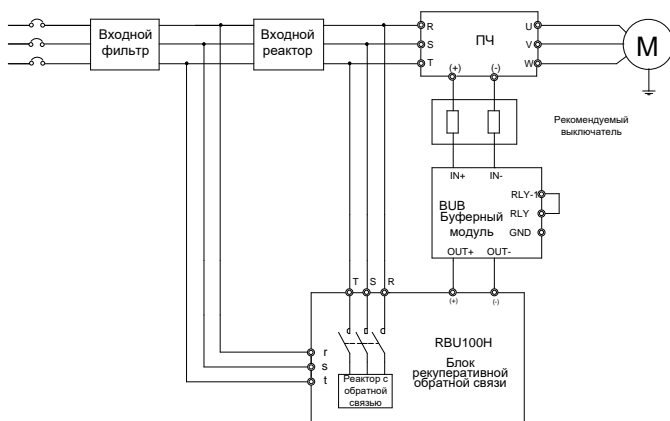 Входной
фильтр
Входной
реактор
R
S
T
ПЧ
(+)
(-)
U
V
W
M
Рекомендуемый
выключатель
IN+
IN-
BUB
Буферный
модуль
RLY-1
RLY
GND
OUT+
OUT-
T
S
R
(+)
(-)
RBU100H
Блок
рекуперативной
обратной связи
r
s
t
Реактор с
обратной
связью